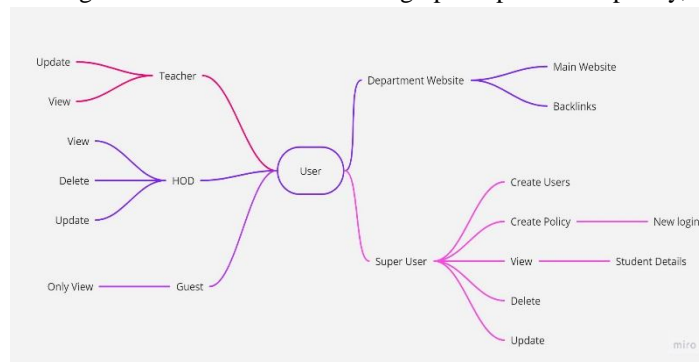 Update
Teacher
View
View
Delete
HOD
Update
Only View
Guest
User
Department Website
Main Website
Backlinks
Super User
Create Users
Create Policy
New login
View
Student Details
Delete
Update
miro